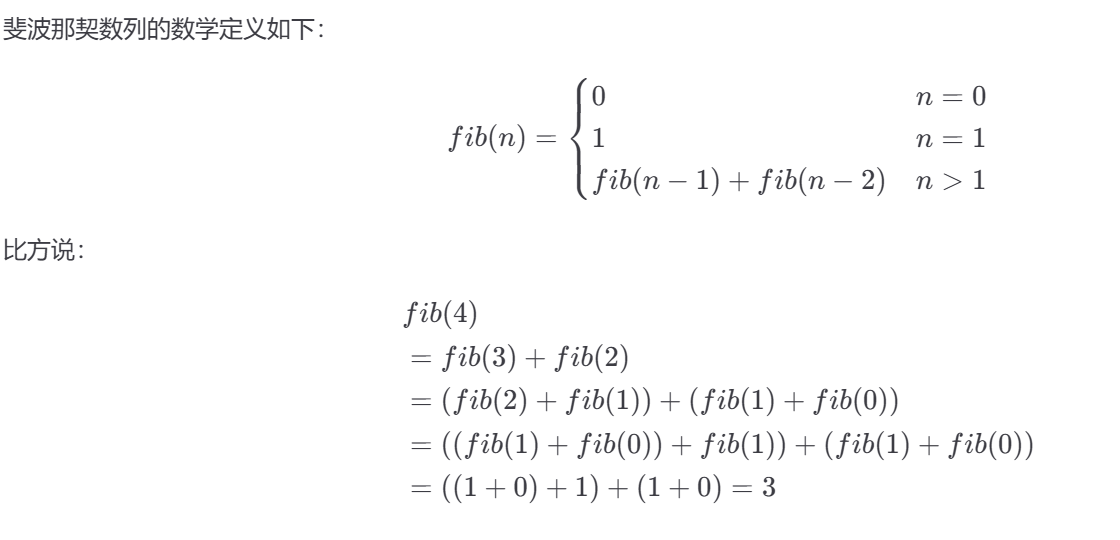 斐波那契数列的数学定义如下：
fib(n) = { 0 n = 0
1 n = 1
fib(n − 1) + fib(n − 2) n > 1
比方说：
fib(4)
= fib(3) + fib(2)
= (fib(2) + fib(1)) + (fib(1) + fib(0))
= ((fib(1) + fib(0)) + fib(1)) + (fib(1) + fib(0))
= ((1 + 0) + 1) + (1 + 0) = 3